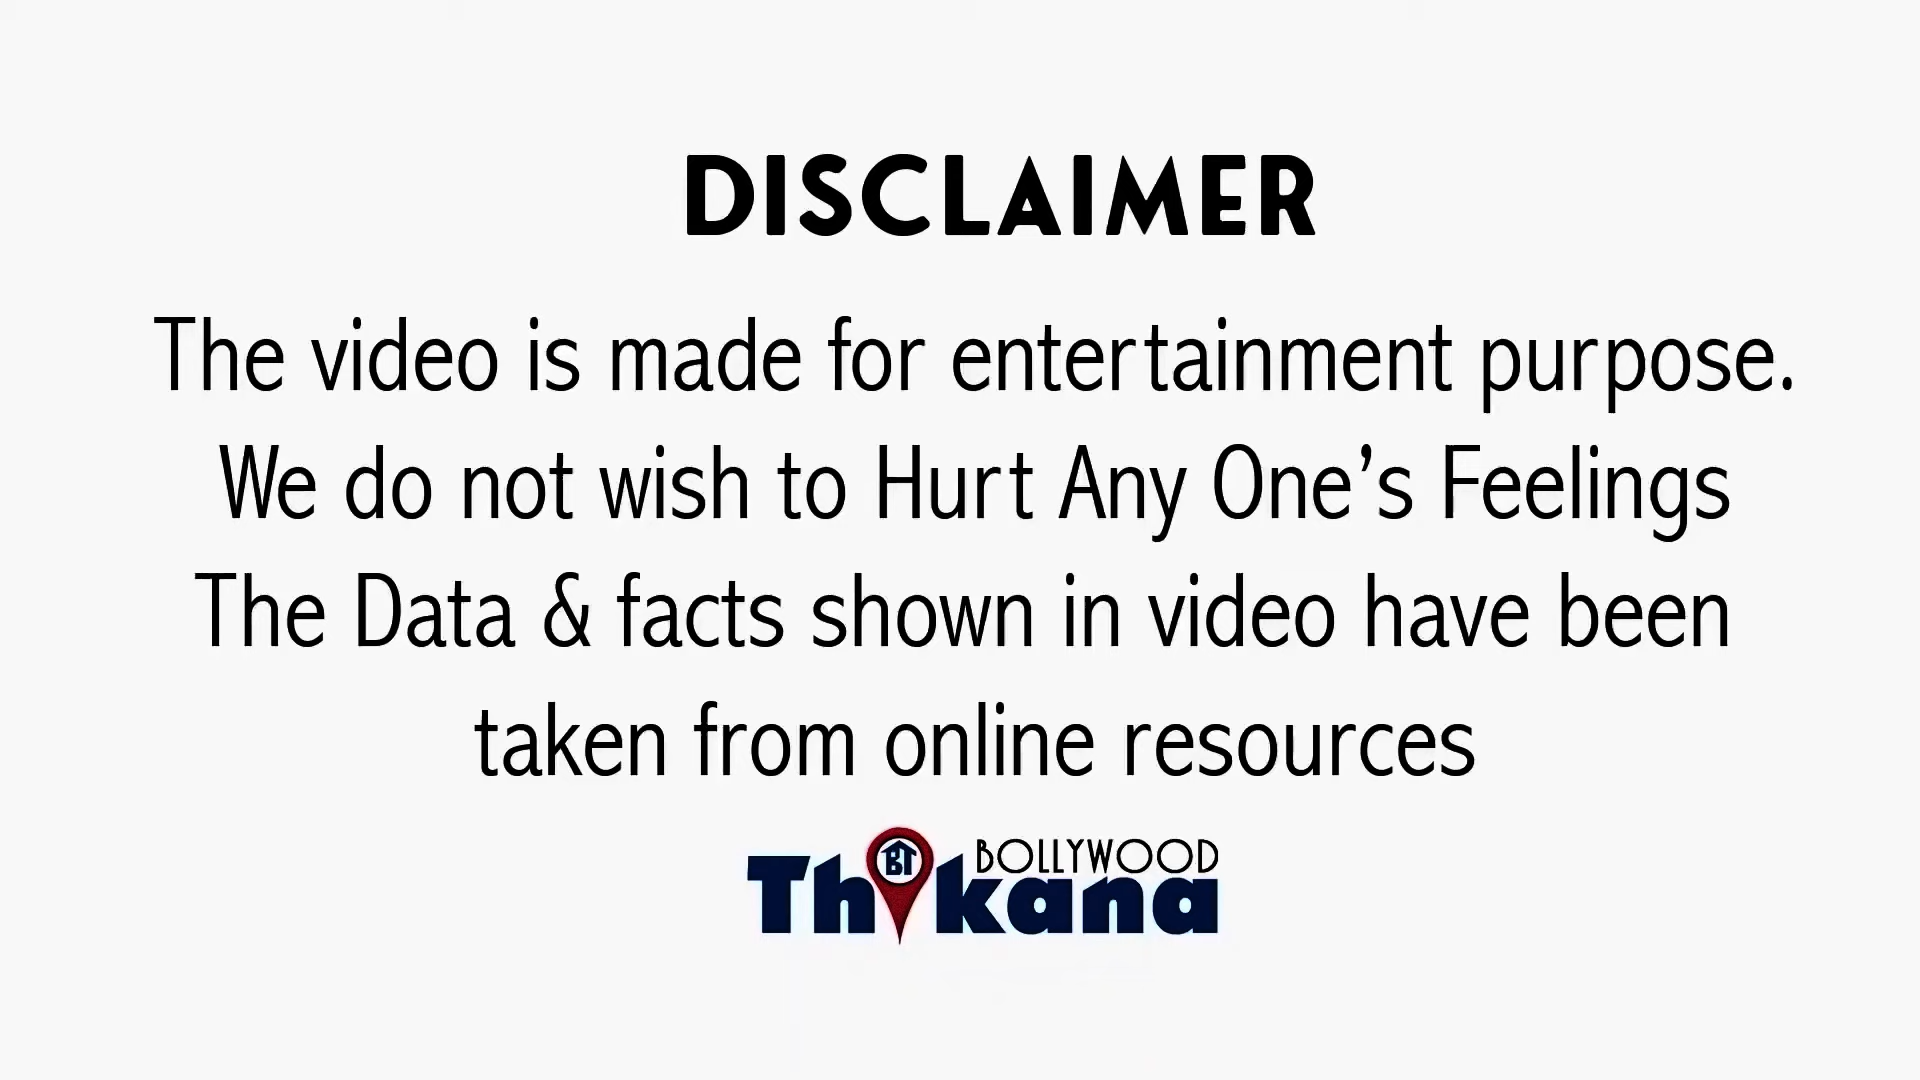 DISCLAIMER
The video is made for entertainment purpose.
We do not wish to Hurt Any One’s Feelings
The Data & facts shown in video have been
taken from online resources
BT
BOLLYWOOD
Thikana